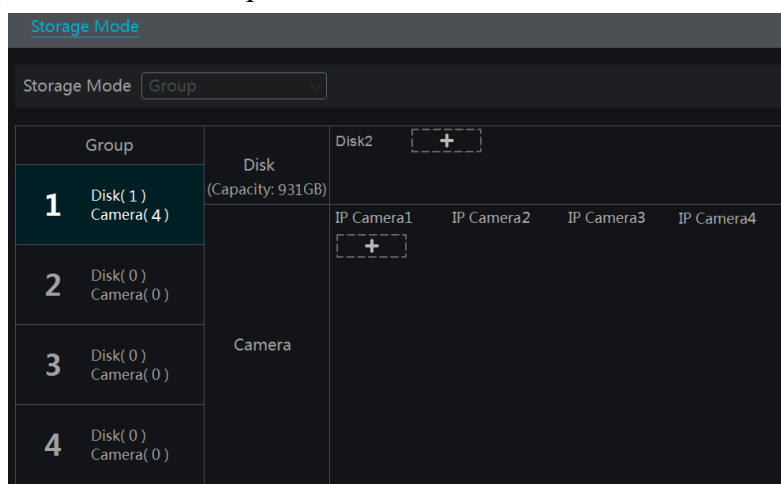 Storage Mode
Storage Mode Group
Group
Disk
(Capacity: 931GB)
Disk2 +
1
Disk( 1 )
Camera( 4 )
IP Camera1 IP Camera2 IP Camera3 IP Camera4
+
2
Disk( 0 )
Camera( 0 )
Camera
3
Disk( 0 )
Camera( 0 )
4
Disk( 0 )
Camera( 0 )